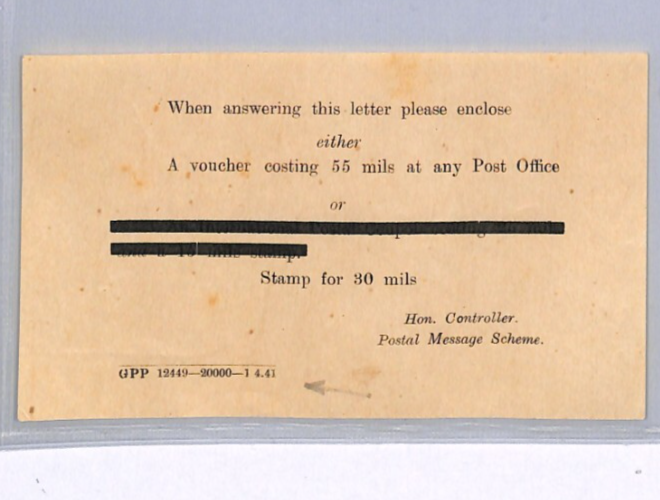 When answering this letter please enclose
either
A voucher costing 55 mils at any Post Office
or
stamp.
Stamp for 30 mils
Hon. Controller.
Postal Message Scheme.
GPP 12449—20000—1 4.41